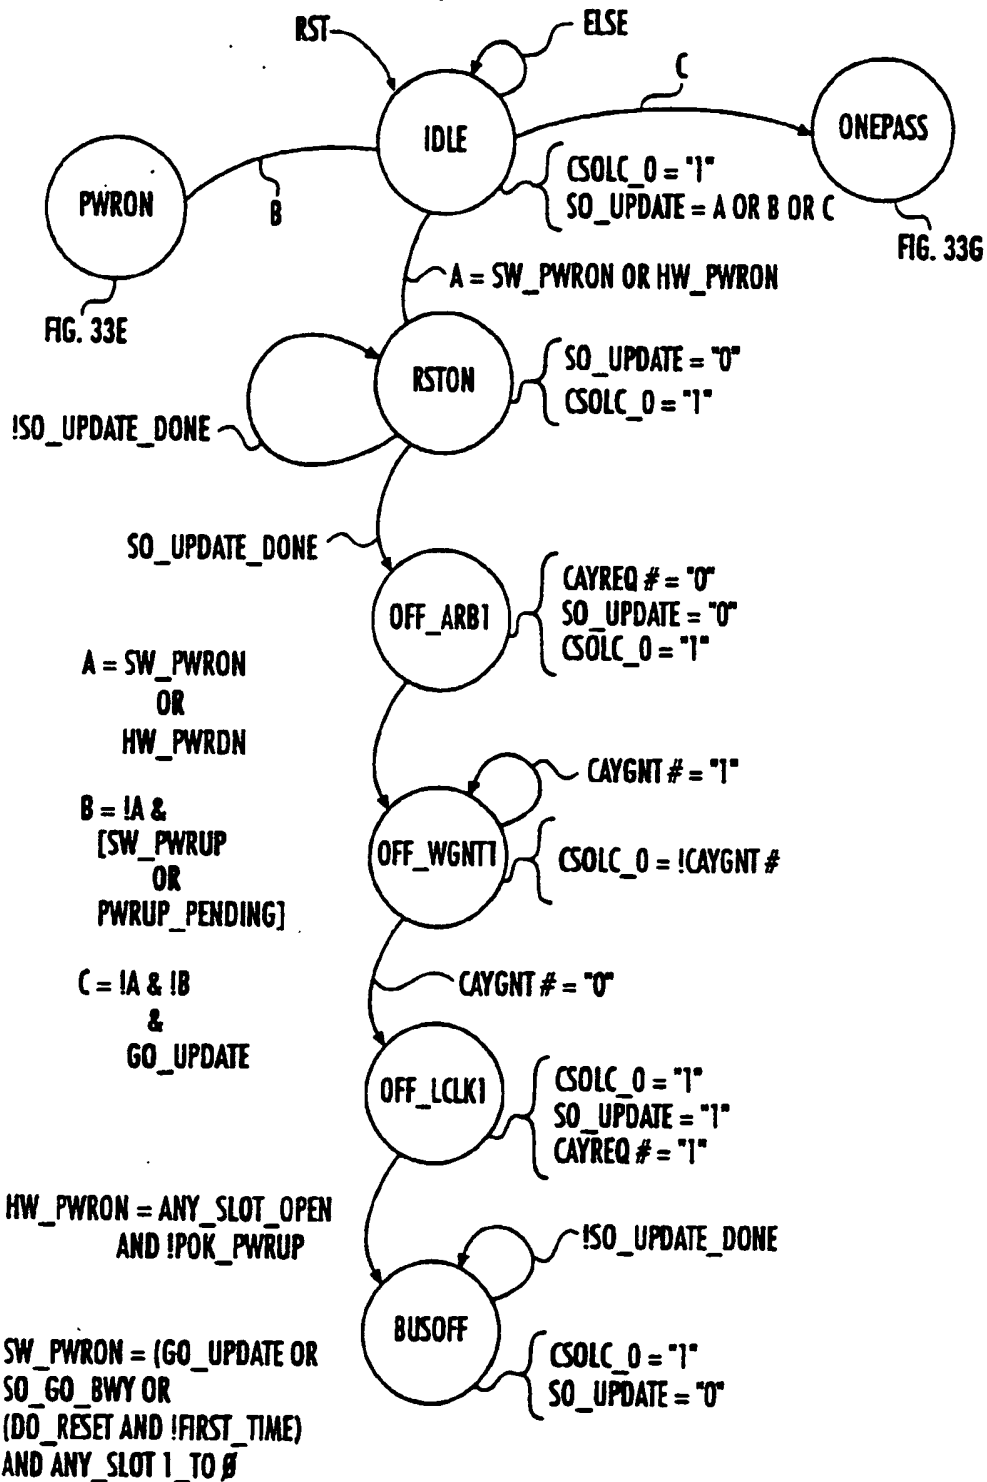 RST
ELSE
C
IDLE
ONEPASS
PWRON
B
CSOLC_0 = "1"
SO_UPDATE = A OR B OR C
FIG. 33G
FIG. 33E
A = SW_PWRON OR HW_PWRON
RSTON
SO_UPDATE = "0"
CSOLC_0 = "1"
!SO_UPDATE_DONE
SO_UPDATE_DONE
OFF_ARB1
CAYREQ # = "0"
SO_UPDATE = "0"
CSOLC_0 = "1"
A = SW_PWRON
OR
HW_PWRDN
CAYGNT # = "1"
B = !A &
[SW_PWRUP
OR
PWRUP_PENDING]
OFF_WGNT1
CSOLC_0 = !CAYGNT #
C = !A & !B
&
GO_UPDATE
CAYGNT # = "0"
OFF_LCLK1
CSOLC_0 = "1"
SO_UPDATE = "1"
CAYREQ # = "1"
HW_PWRON = ANY_SLOT_OPEN
AND !POK_PWRUP
!SO_UPDATE_DONE
BUSOFF
CSOLC_0 = "1"
SO_UPDATE = "0"
SW_PWRON = (GO_UPDATE OR
SO_GO_BWY OR
(DO_RESET AND !FIRST_TIME)
AND ANY_SLOT 1_TO 0